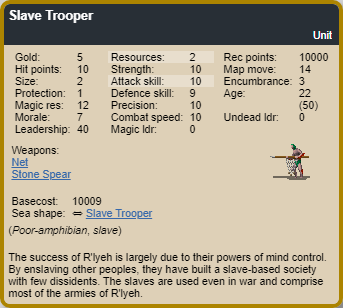 Slave Trooper
Unit
Gold: 5 Resources: 2 Rec points: 10000
Hit points: 10 Strength: 10 Map move: 14
Size: 2 Attack skill: 10 Encumbrance: 3
Protection: 1 Defence skill: 9 Age: 22
Magic res: 12 Precision: 10 (50)
Morale: 7 Combat speed: 10 Undead ldr: 0
Leadership: 40 Magic ldr: 0
Weapons:
Net
Stone Spear
Basecost: 10009
Sea shape: ⇔ Slave Trooper
(Poor-amphibian, slave)
The success of R'lyeh is largely due to their powers of mind control.
By enslaving other peoples, they have built a slave-based society
with few dissidents. The slaves are used even in war and comprise
most of the armies of R'lyeh.